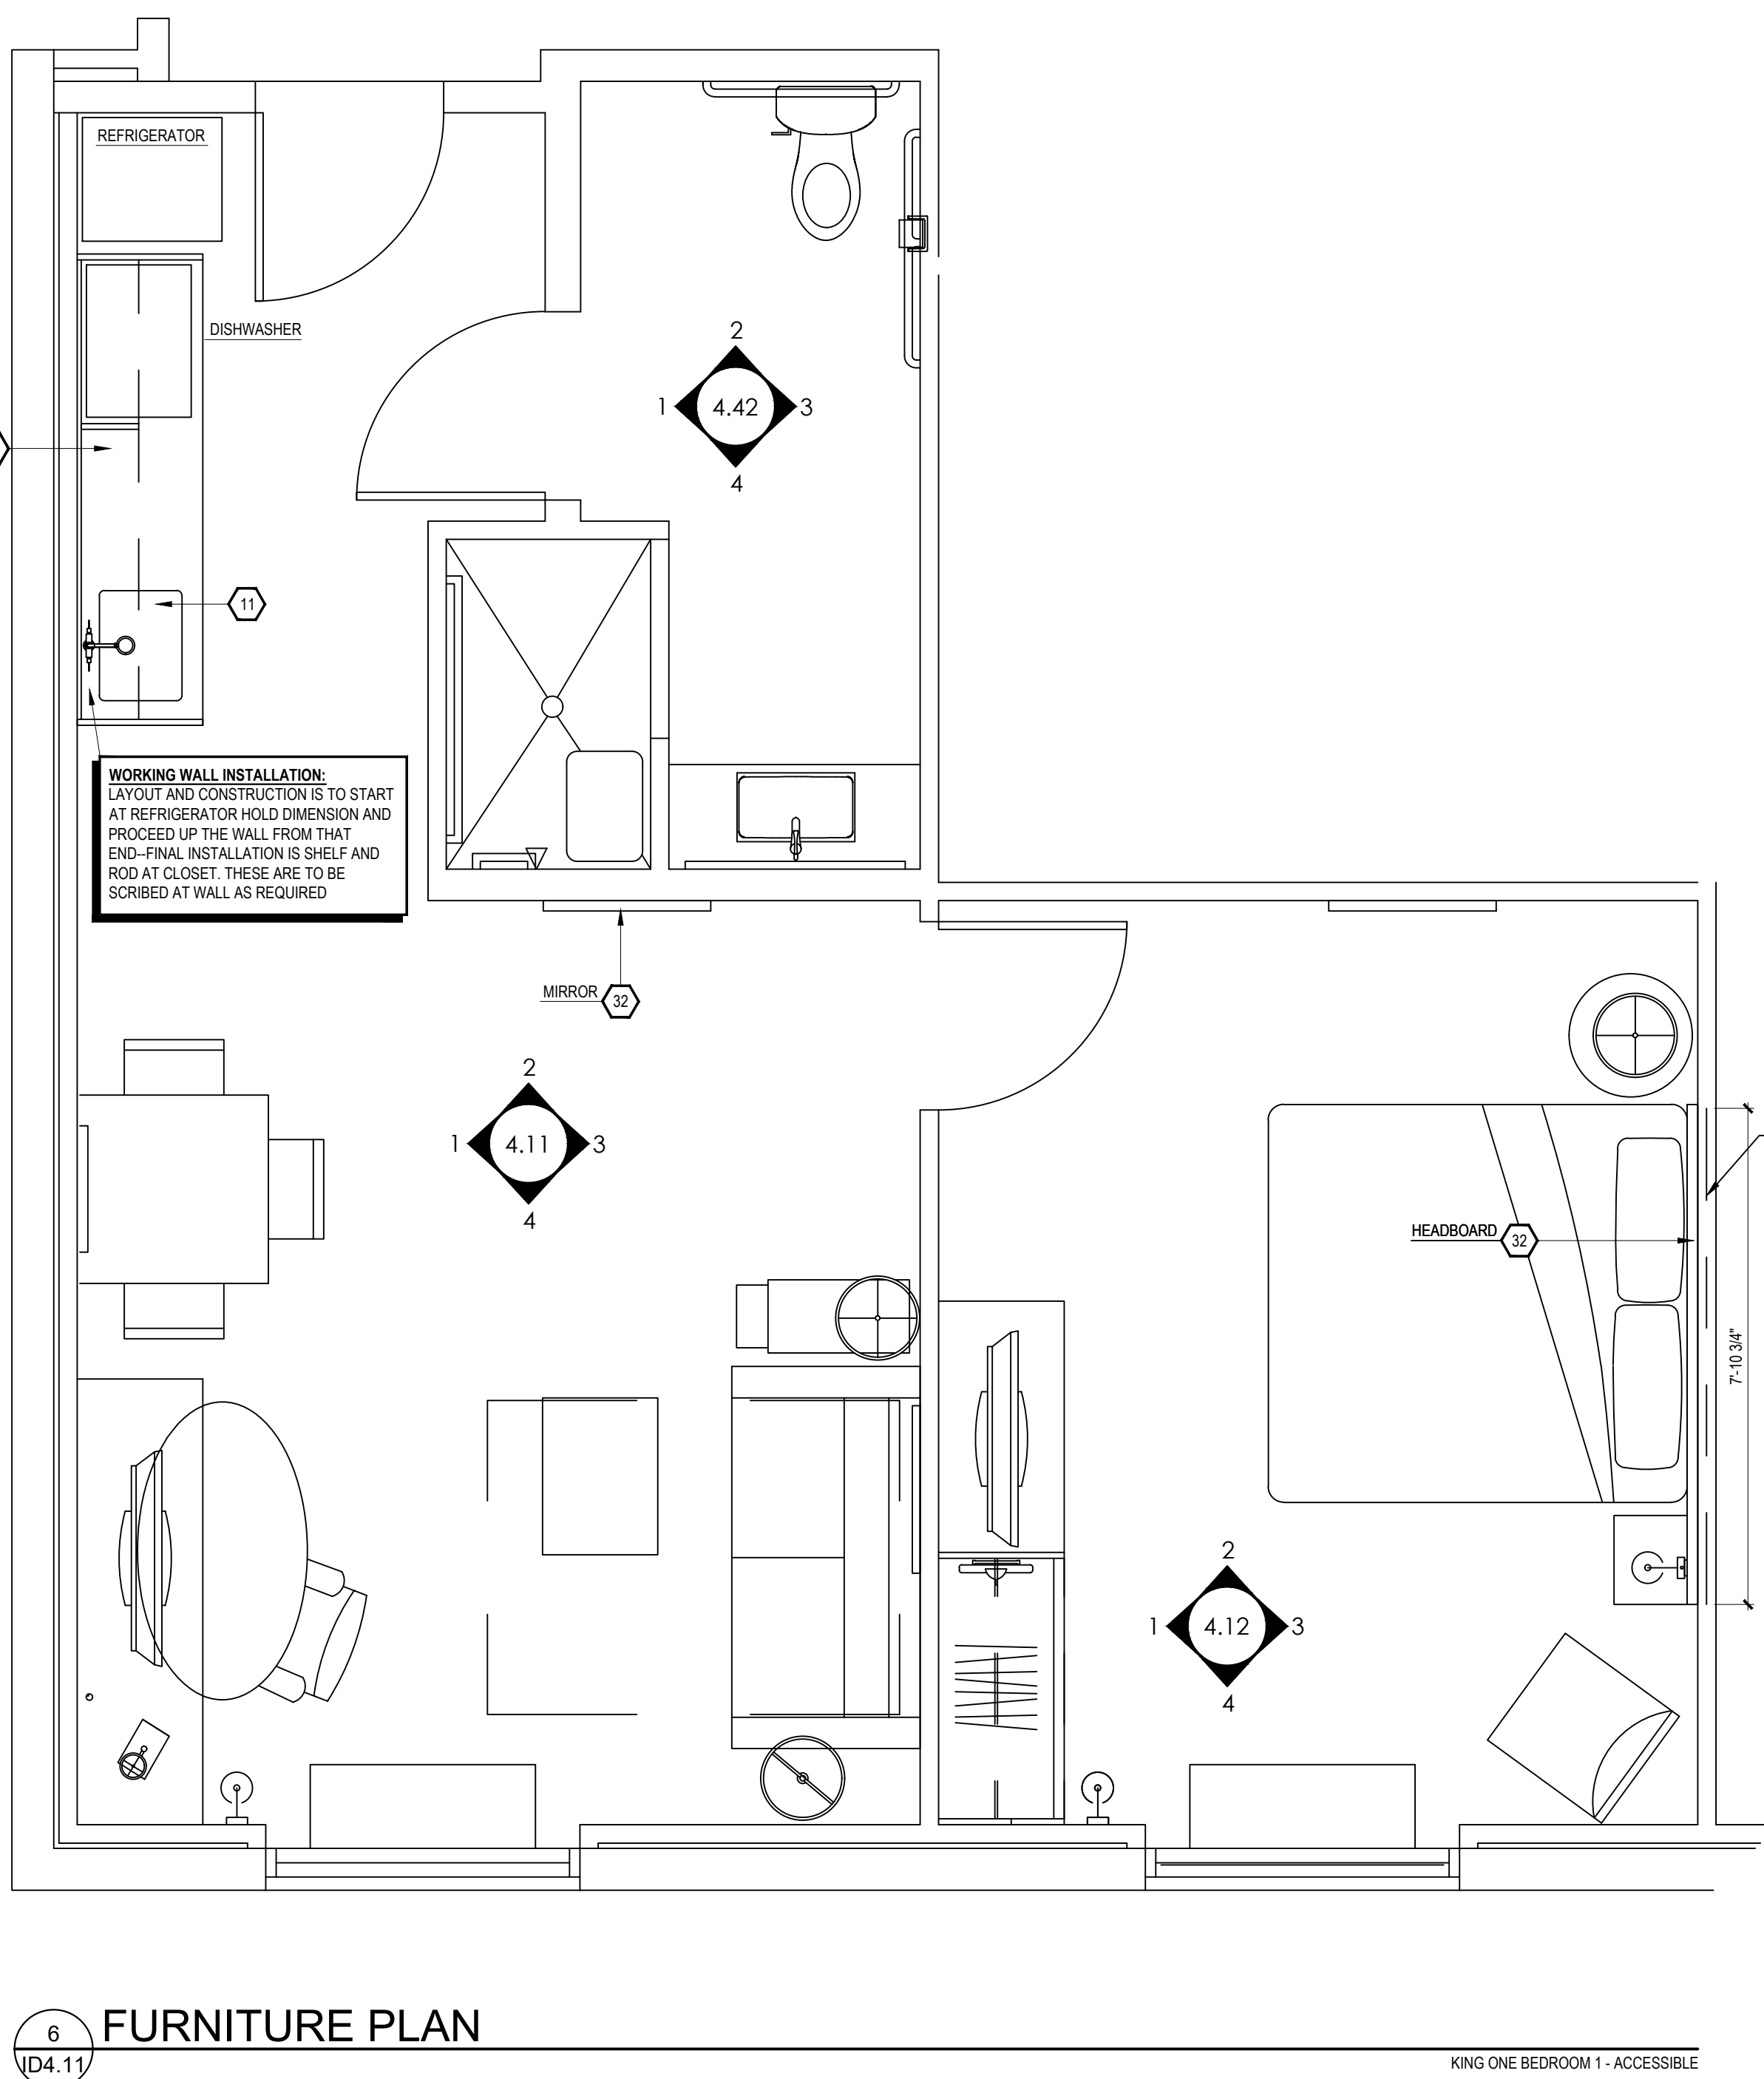 REFRIGERATOR
DISHWASHER
2
1 4.42 3
4
11
WORKING WALL INSTALLATION:
LAYOUT AND CONSTRUCTION IS TO START
AT REFRIGERATOR HOLD DIMENSION AND
PROCEED UP THE WALL FROM THAT
END--FINAL INSTALLATION IS SHELF AND
ROD AT CLOSET. THESE ARE TO BE
SCRIBED AT WALL AS REQUIRED
MIRROR 32
2
1 4.11 3
4
HEADBOARD 32
7'-10 3/4"
2
1 4.12 3
4
6
ID4.11
FURNITURE PLAN
KING ONE BEDROOM 1 - ACCESSIBLE